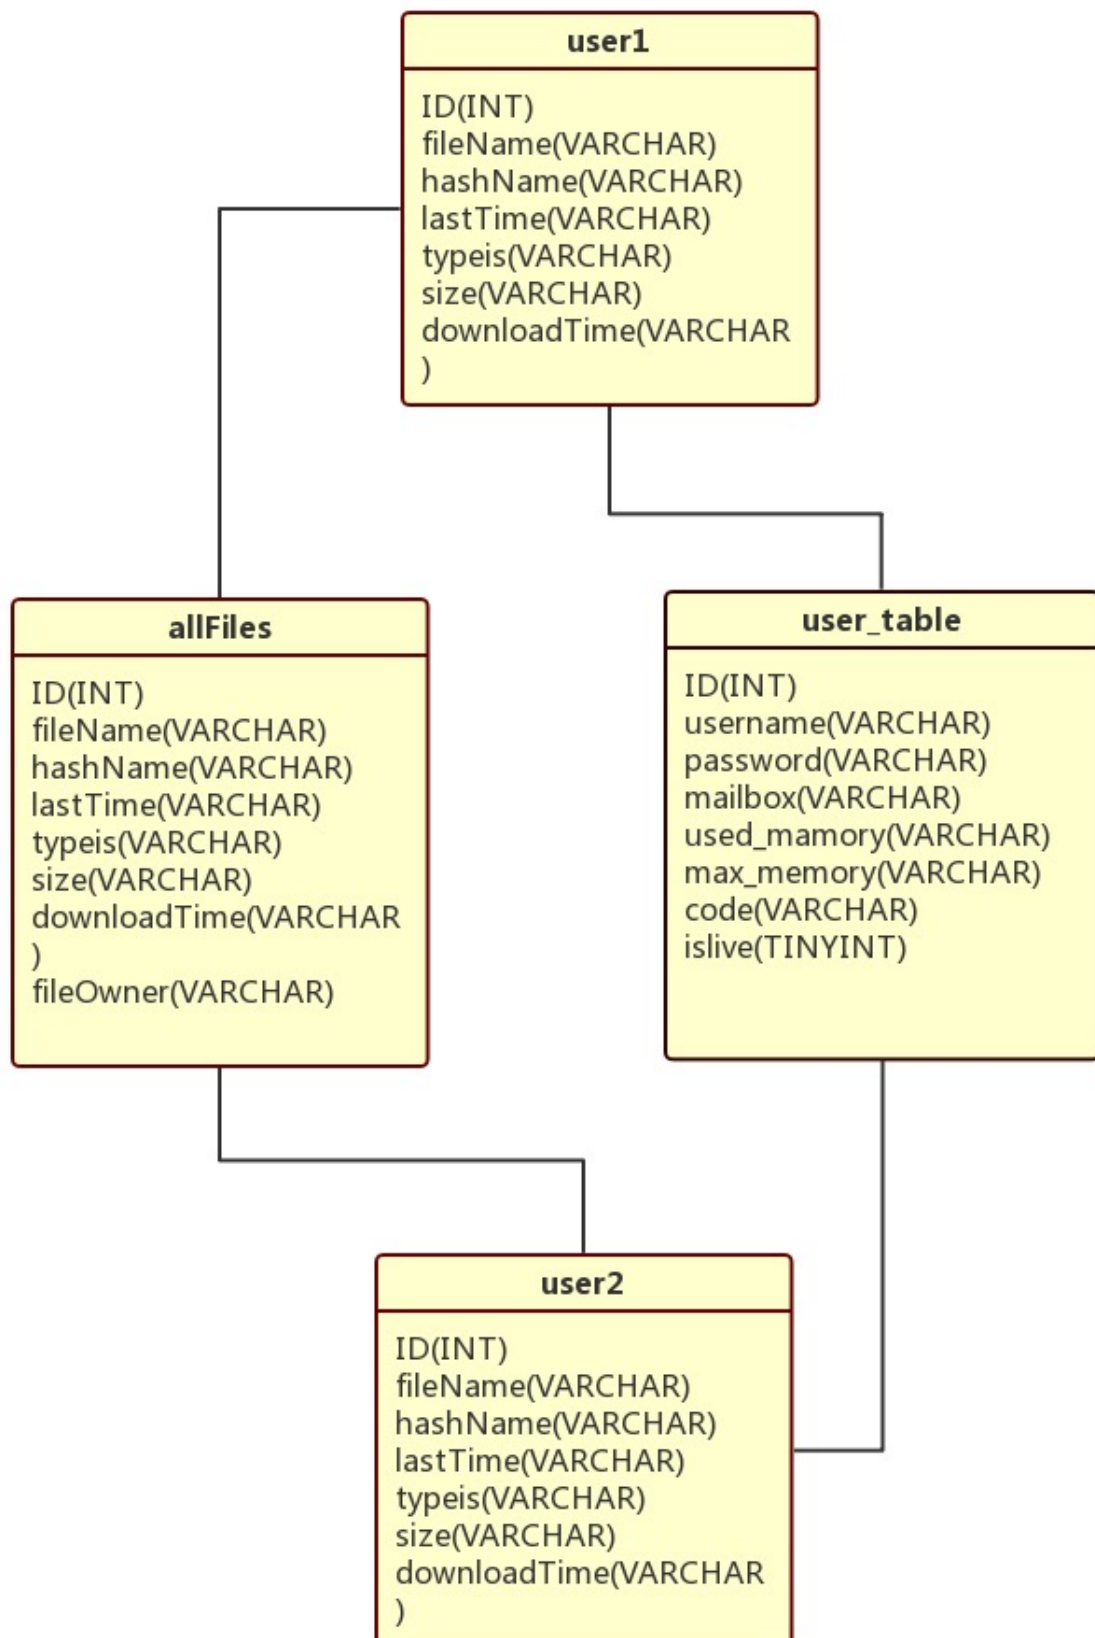 user1
ID(INT)
fileName(VARCHAR)
hashName(VARCHAR)
lastTime(VARCHAR)
typeis(VARCHAR)
size(VARCHAR)
downloadTime(VARCHAR
)
allFiles
ID(INT)
fileName(VARCHAR)
hashName(VARCHAR)
lastTime(VARCHAR)
typeis(VARCHAR)
size(VARCHAR)
downloadTime(VARCHAR
)
fileOwner(VARCHAR)
user_table
ID(INT)
username(VARCHAR)
password(VARCHAR)
mailbox(VARCHAR)
used_mamory(VARCHAR)
max_memory(VARCHAR)
code(VARCHAR)
islive(TINYINT)
user2
ID(INT)
fileName(VARCHAR)
hashName(VARCHAR)
lastTime(VARCHAR)
typeis(VARCHAR)
size(VARCHAR)
downloadTime(VARCHAR
)